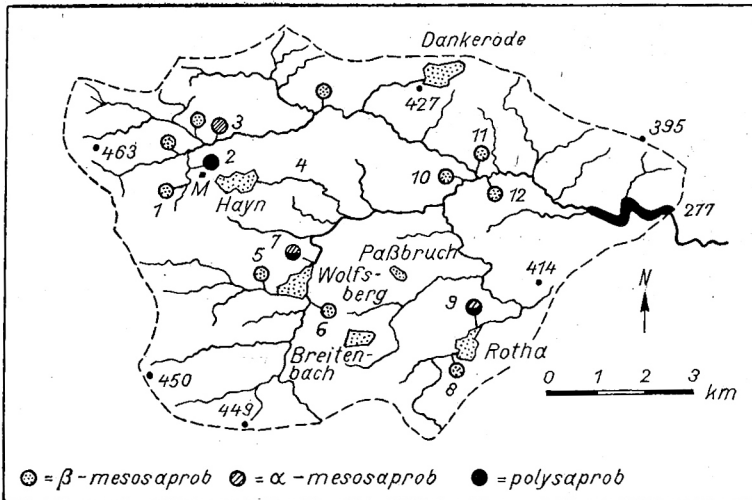 Dankerode
427
395
3
11
463
2
4
M
10
12
1
Hayn
277
7
5
Paßbruch
Wolfs-
berg
414
N
9
6
Breiten-
bach
Rotha
8
450
449
0 1 2 3
km
= β-mesosaprob = α-mesosaprob = polysaprob